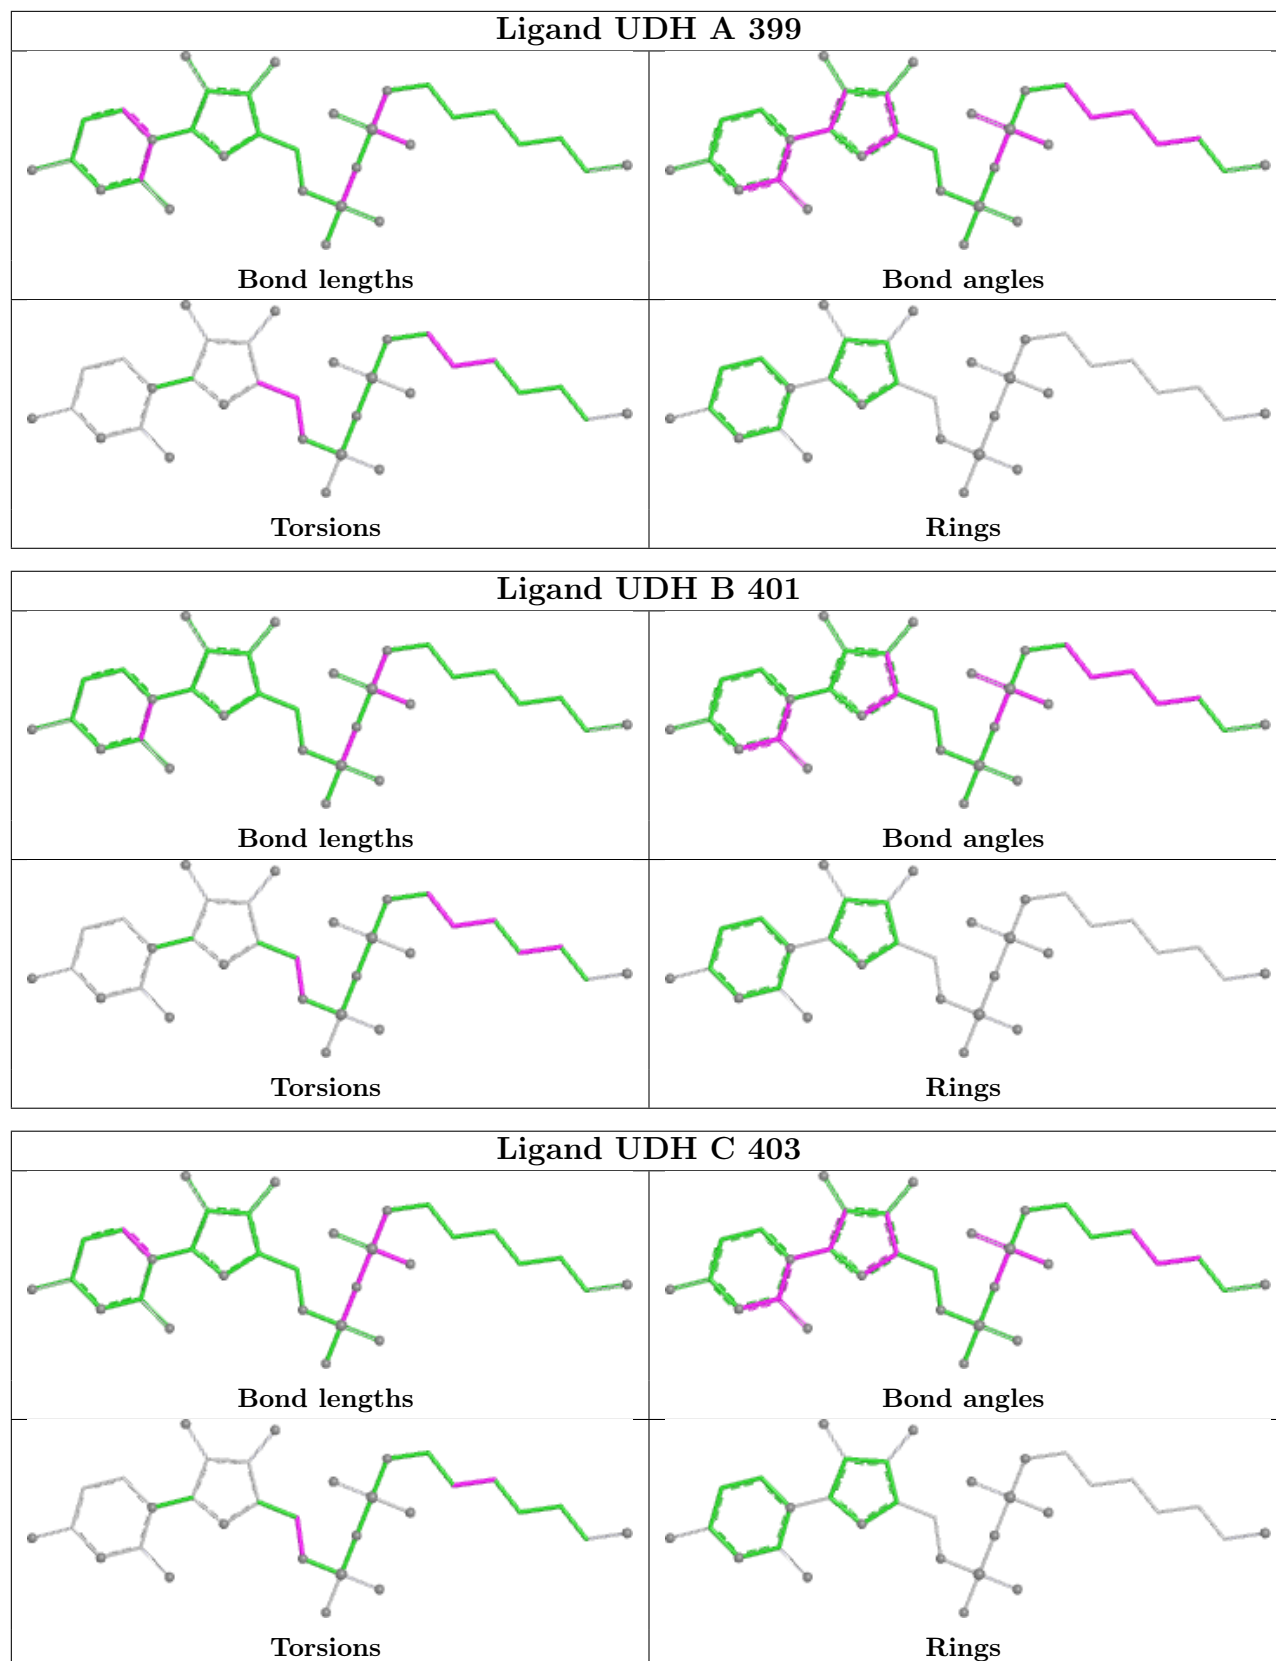 Ligand UDH A 399
Bond lengths
Bond angles
Torsions
Rings
Ligand UDH B 401
Bond lengths
Bond angles
Torsions
Rings
Ligand UDH C 403
Bond lengths
Bond angles
Torsions
Rings